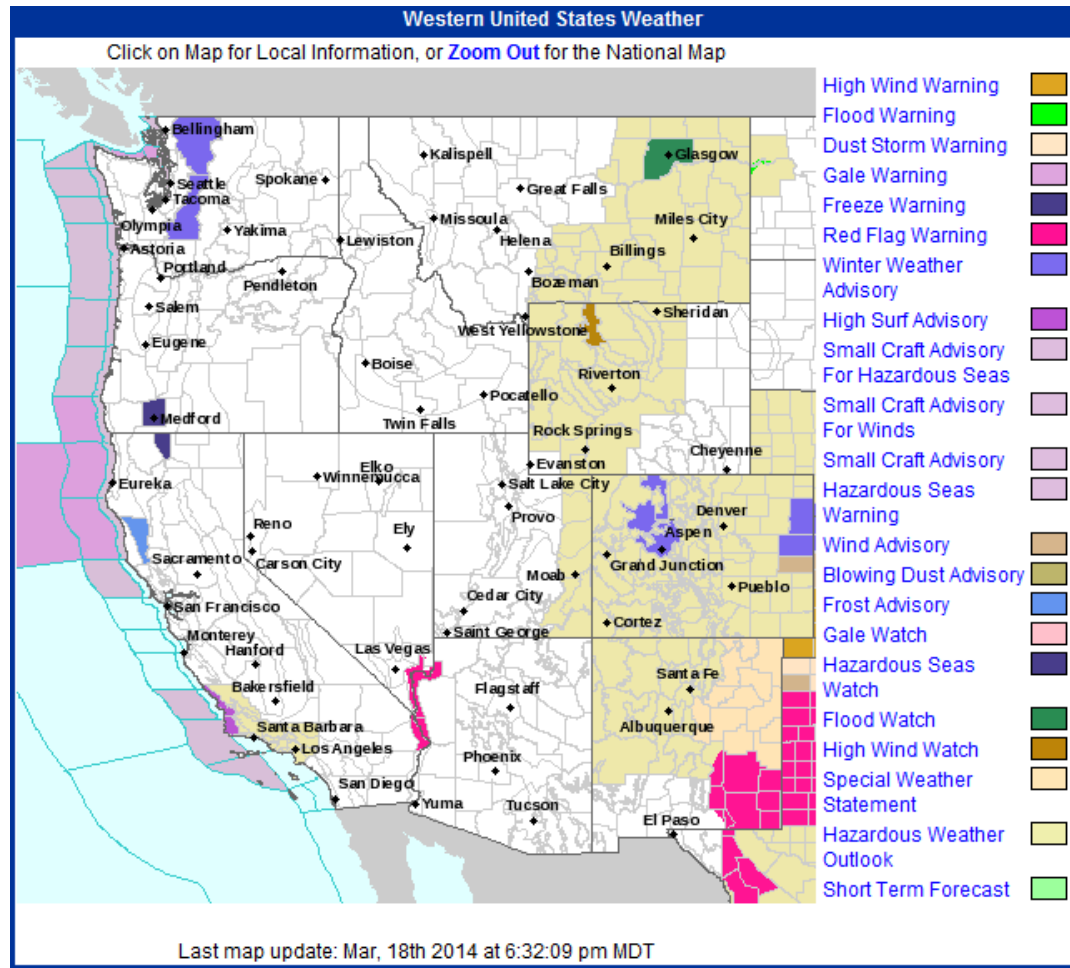 Western United States Weather
Click on Map for Local Information, or Zoom Out for the National Map
High Wind Warning
Flood Warning
Dust Storm Warning
Gale Warning
Freeze Warning
Red Flag Warning
Winter Weather
Advisory
High Surf Advisory
Small Craft Advisory
For Hazardous Seas
Small Craft Advisory
For Winds
Small Craft Advisory
Hazardous Seas
Warning
Wind Advisory
Blowing Dust Advisory
Frost Advisory
Gale Watch
Hazardous Seas
Watch
Flood Watch
High Wind Watch
Special Weather
Statement
Hazardous Weather
Outlook
Short Term Forecast
Bellingham
Kalispell
Glasgow
Seattle
Spokane
Great Falls
Tacoma
Olympia
Yakima
Missoula
Miles City
Astoria
Lewiston
Helena
Billings
Portland
Pendleton
Bozeman
Salem
West Yellowstone
Sheridan
Eugene
Boise
Riverton
Medford
Pocatello
Twin Falls
Rock Springs
Cheyenne
Eureka
Elko
Winnemucca
Evanston
Salt Lake City
Provo
Denver
Reno
Ely
Aspen
Sacramento
Carson City
Grand Junction
Moab
Pueblo
San Francisco
Cedar City
Cortez
Monterey
Saint George
Hanford
Las Vegas
Bakersfield
Flagstaff
Santa Fe
Santa Barbara
Albuquerque
Los Angeles
Phoenix
San Diego
Yuma
Tucson
El Paso
Last map update: Mar, 18th 2014 at 6:32:09 pm MDT